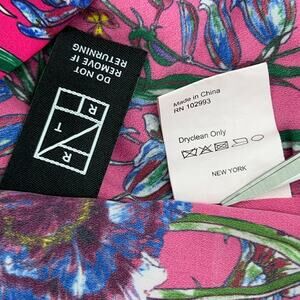 DO NOT
REMOVE IF
RETURNING
R
T
R
Made in China
RN 102993
Dryclean Only
NEW YORK